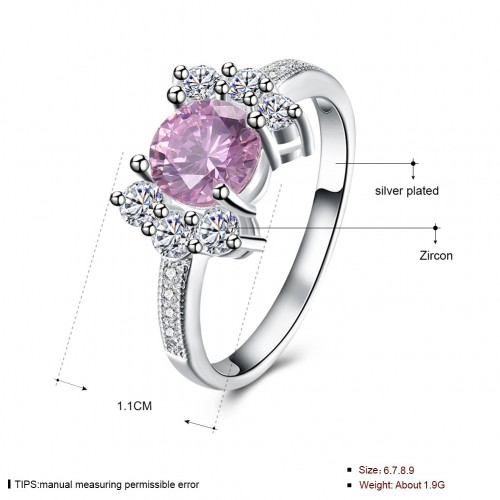 silver plated
Zircon
1.1CM
TIPS:manual measuring permissible error
Size: 6.7.8.9
Weight: About 1.9G